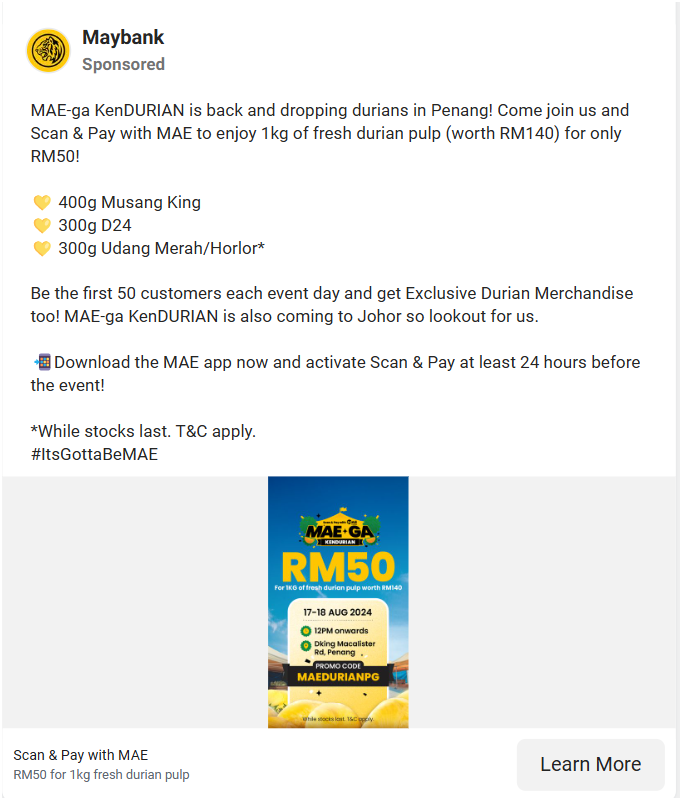 Maybank
Sponsored
MAE-ga KenDURIAN is back and dropping durians in Penang! Come join us and
Scan & Pay with MAE to enjoy 1kg of fresh durian pulp (worth RM140) for only
RM50!
💛 400g Musang King
💛 300g D24
💛 300g Udang Merah/Horlor*
Be the first 50 customers each event day and get Exclusive Durian Merchandise
too! MAE-ga KenDURIAN is also coming to Johor so lookout for us.
📲Download the MAE app now and activate Scan & Pay at least 24 hours before
the event!
*While stocks last. T&C apply.
#ItsGottaBeMAE
Scan & Pay with
MAE-GA
KENDURIAN
RM50
For 1KG of fresh durian pulp worth RM140
17-18 AUG 2024
12PM onwards
Dking Macalister
Rd, Penang
PROMO CODE
MAEDURIANPG
While stocks last. T&C apply.
Scan & Pay with MAE
RM50 for 1kg fresh durian pulp
Learn More